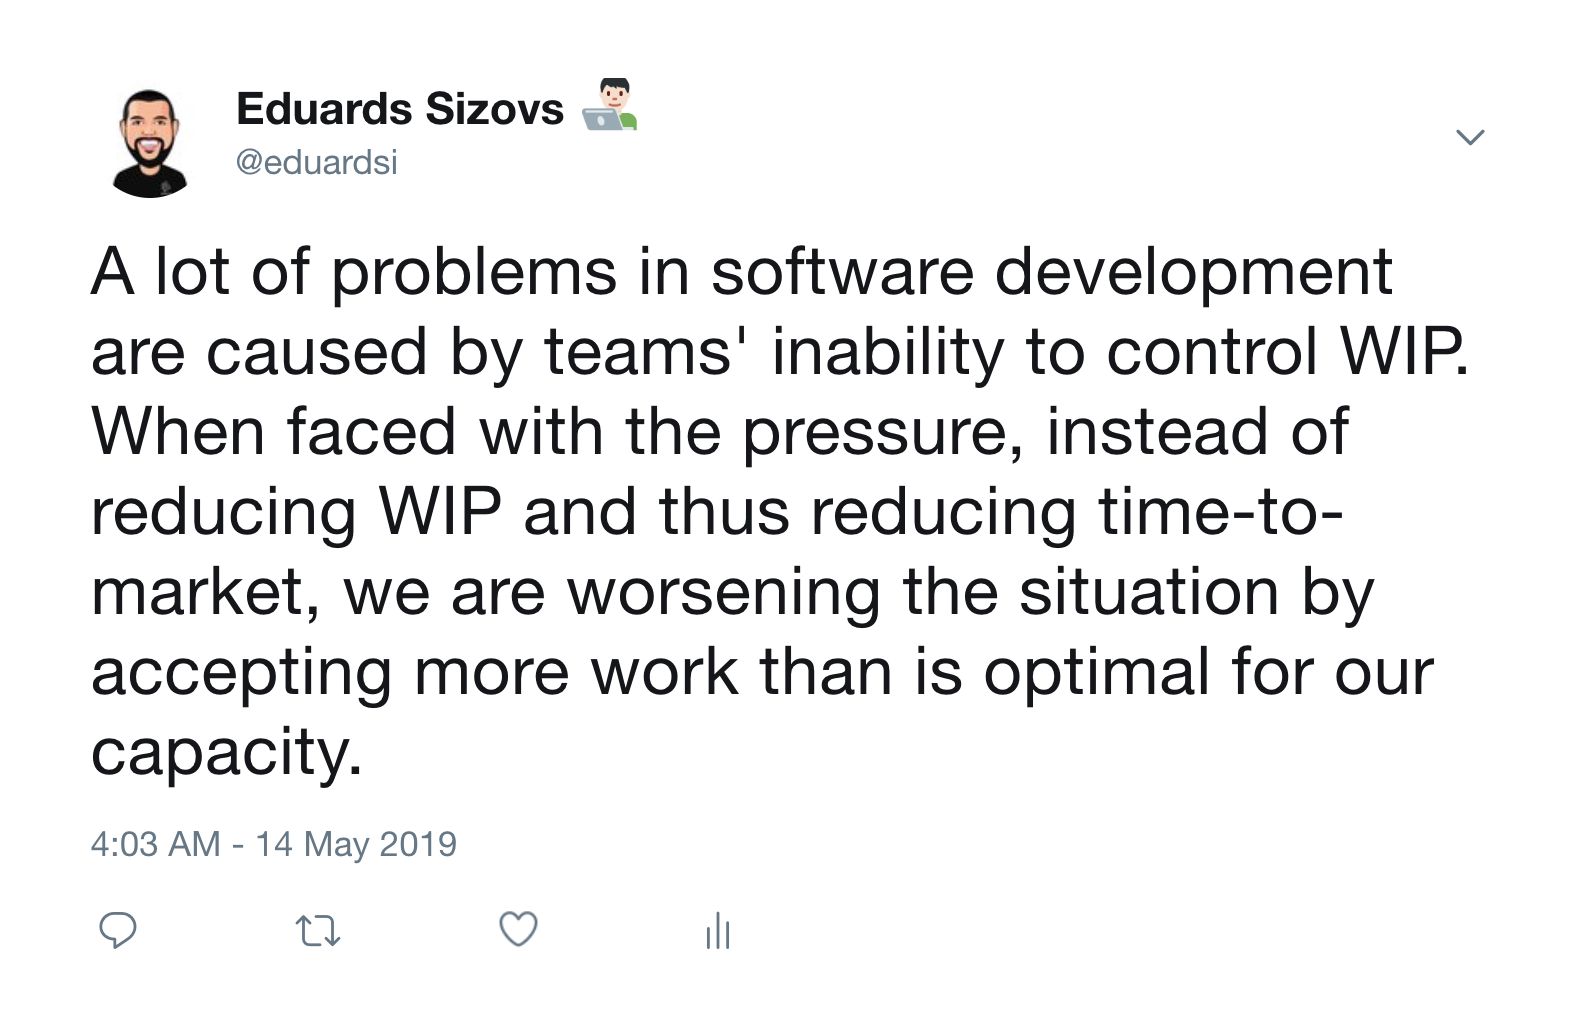 Eduards Sizovs 👨🏻‍💻
@eduardsi
A lot of problems in software development
are caused by teams' inability to control WIP.
When faced with the pressure, instead of
reducing WIP and thus reducing time-to-
market, we are worsening the situation by
accepting more work than is optimal for our
capacity.
4:03 AM - 14 May 2019